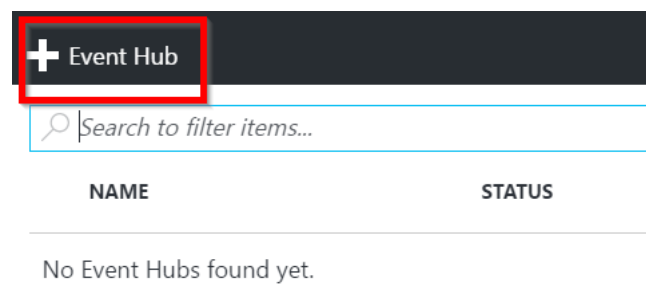 Event Hub
Search to filter items...
NAME STATUS
No Event Hubs found yet.